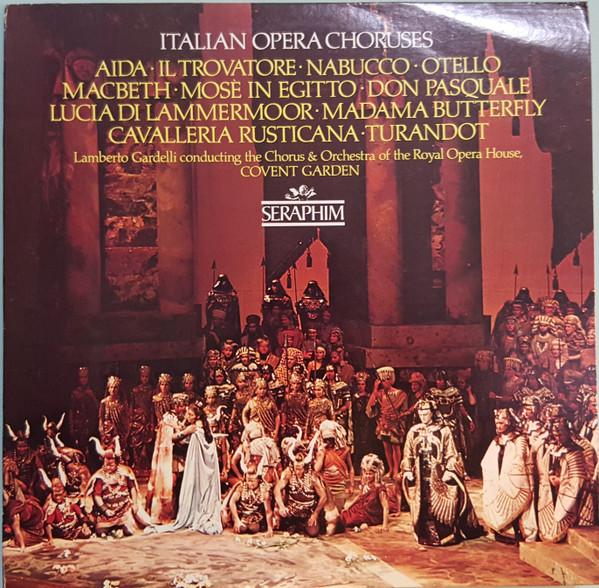 ITALIAN OPERA CHORUSES
AIDA · IL TROVATORE · NABUCCO · OTELLO
MACBETH · MOSÈ IN EGITTO · DON PASQUALE
LUCIA DI LAMMERMOOR · MADAMA BUTTERFLY
CAVALLERIA RUSTICANA · TURANDOT
Lamberto Gardelli conducting the Chorus & Orchestra of the Royal Opera House,
COVENT GARDEN
SERAPHIM